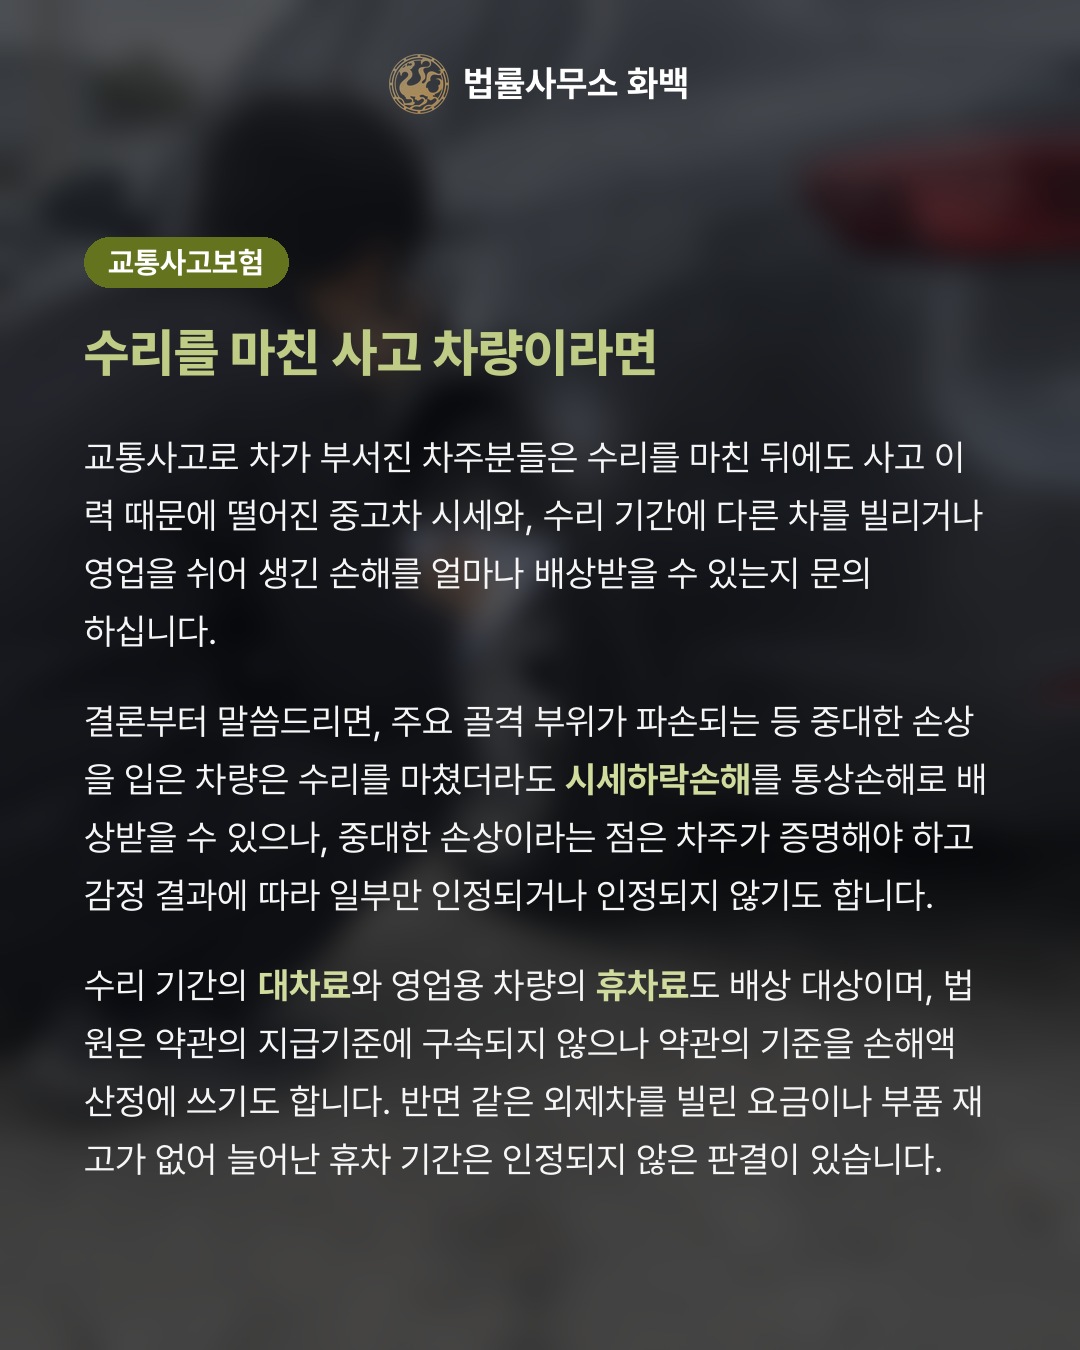 법률사무소 화백
교통사고보험
수리를 마친 사고 차량이라면
교통사고로 차가 부서진 차주분들은 수리를 마친 뒤에도 사고 이
력 때문에 떨어진 중고차 시세와, 수리 기간에 다른 차를 빌리거나
영업을 쉬어 생긴 손해를 얼마나 배상받을 수 있는지 문의
하십니다.
결론부터 말씀드리면, 주요 골격 부위가 파손되는 등 중대한 손상
을 입은 차량은 수리를 마쳤더라도 시세하락손해를 통상손해로 배
상받을 수 있으나, 중대한 손상이라는 점은 차주가 증명해야 하고
감정 결과에 따라 일부만 인정되거나 인정되지 않기도 합니다.
수리 기간의 대차료와 영업용 차량의 휴차료도 배상 대상이며, 법
원은 약관의 지급기준에 구속되지 않으나 약관의 기준을 손해액
산정에 쓰기도 합니다. 반면 같은 외제차를 빌린 요금이나 부품 재
고가 없어 늘어난 휴차 기간은 인정되지 않은 판결이 있습니다.